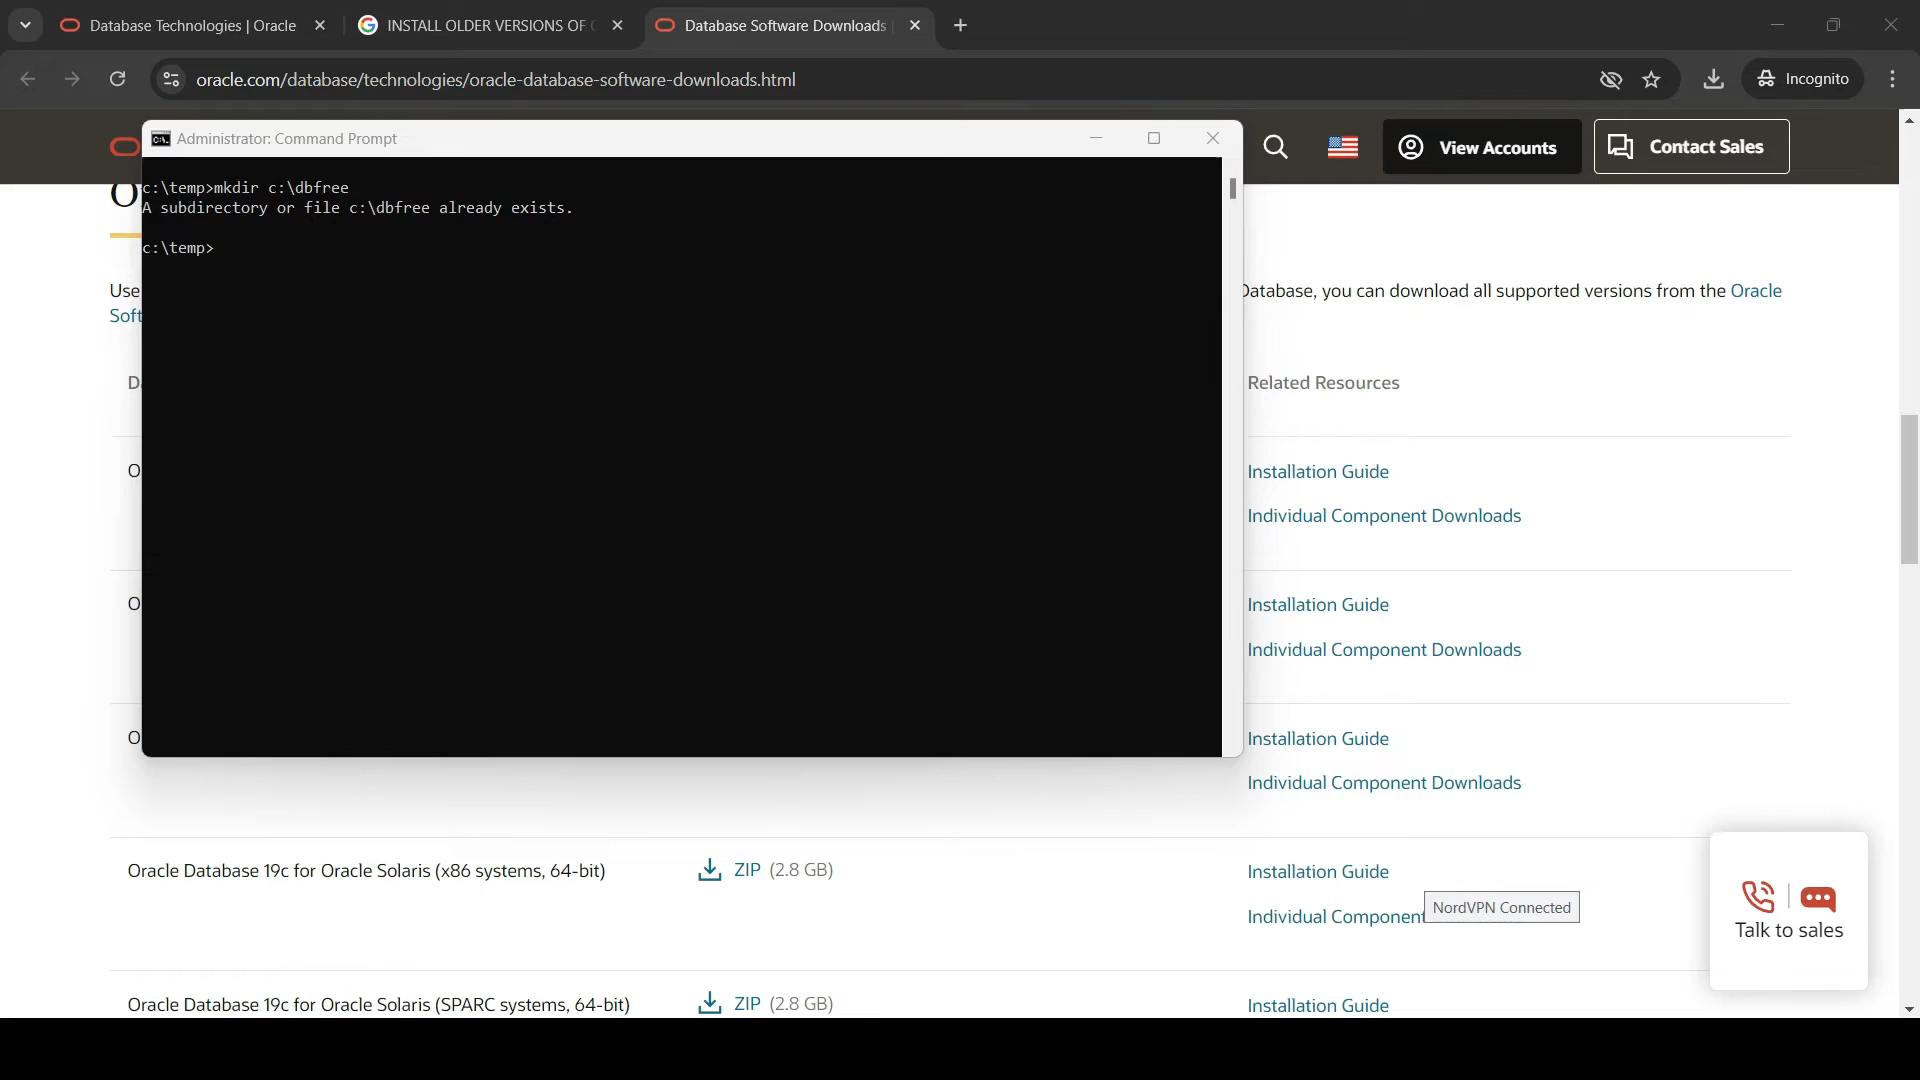 Database Technologies | Oracle
INSTALL OLDER VERSIONS OF
Database Software Downloads
oracle.com/database/technologies/oracle-database-software-downloads.html
Incognito
Administrator: Command Prompt
View Accounts
Contact Sales
c:\temp>mkdir c:\dbfree
A subdirectory or file c:\dbfree already exists.
c:\temp>
Use
Database, you can download all supported versions from the Oracle
Soft
Related Resources
Installation Guide
Individual Component Downloads
Installation Guide
Individual Component Downloads
Installation Guide
Individual Component Downloads
Oracle Database 19c for Oracle Solaris (x86 systems, 64-bit)
ZIP (2.8 GB)
Installation Guide
Individual Component
NordVPN Connected
Talk to sales
Oracle Database 19c for Oracle Solaris (SPARC systems, 64-bit)
ZIP (2.8 GB)
Installation Guide